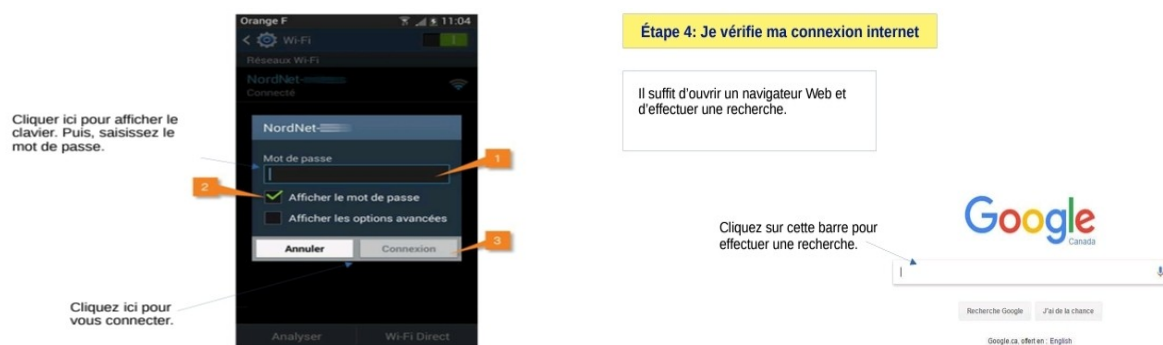 Orange F 11:04
Wi-Fi
Réseaux Wi-Fi
NordNet-
Connecté
Cliquer ici pour afficher le
clavier. Puis, saisissez le
mot de passe.
NordNet-
Mot de passe
1
2
Afficher le mot de passe
Afficher les options avancées
Annuler
Connexion
3
Cliquez ici pour
vous connecter.
Analyser
Wi-Fi Direct
Étape 4: Je vérifie ma connexion internet
Il suffit d'ouvrir un navigateur Web et
d'effectuer une recherche.
Cliquez sur cette barre pour
effectuer une recherche.
Google
Canada
Recherche Google
J'ai de la chance
Google.ca, offert en : English